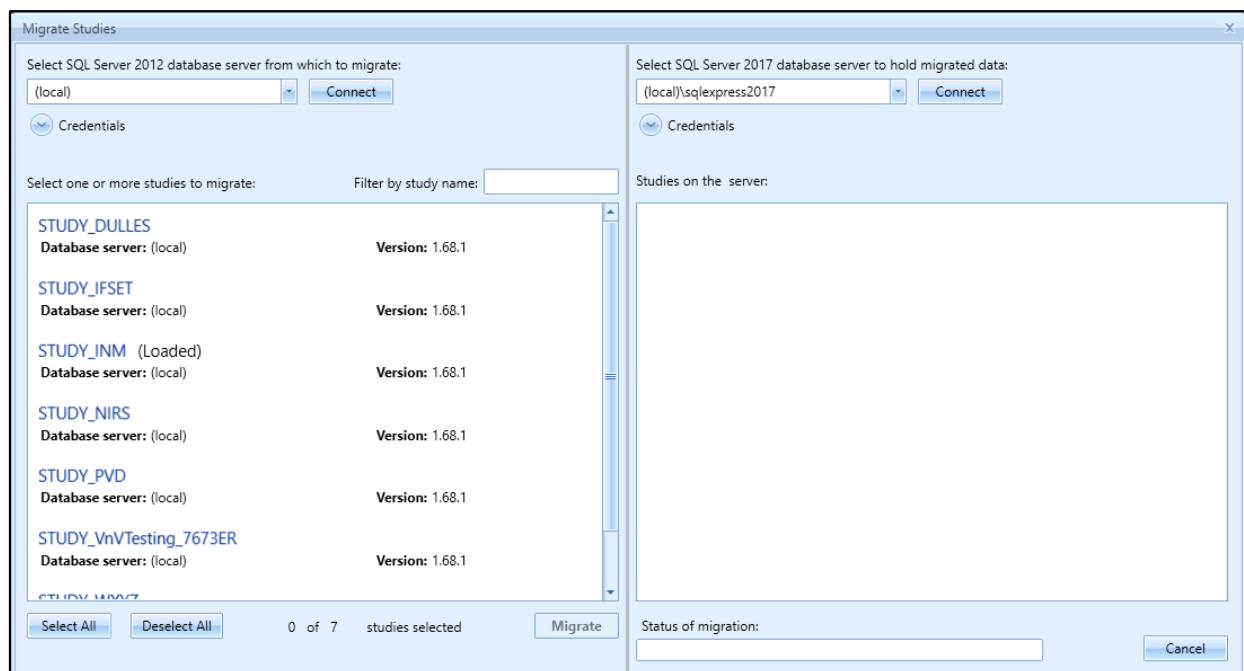 Migrate Studies
X
Select SQL Server 2012 database server from which to migrate:
(local)
Connect
Credentials
Select one or more studies to migrate:
Filter by study name:
STUDY_DULLES
Database server: (local) Version: 1.68.1
STUDY_IFSET
Database server: (local) Version: 1.68.1
STUDY_INM (Loaded)
Database server: (local) Version: 1.68.1
STUDY_NIRS
Database server: (local) Version: 1.68.1
STUDY_PVD
Database server: (local) Version: 1.68.1
STUDY_VnVTesting_7673ER
Database server: (local) Version: 1.68.1
Select All
Deselect All
0 of 7 studies selected
Migrate
Select SQL Server 2017 database server to hold migrated data:
(local)\sqlexpress2017
Connect
Credentials
Studies on the server:
Status of migration:
Cancel